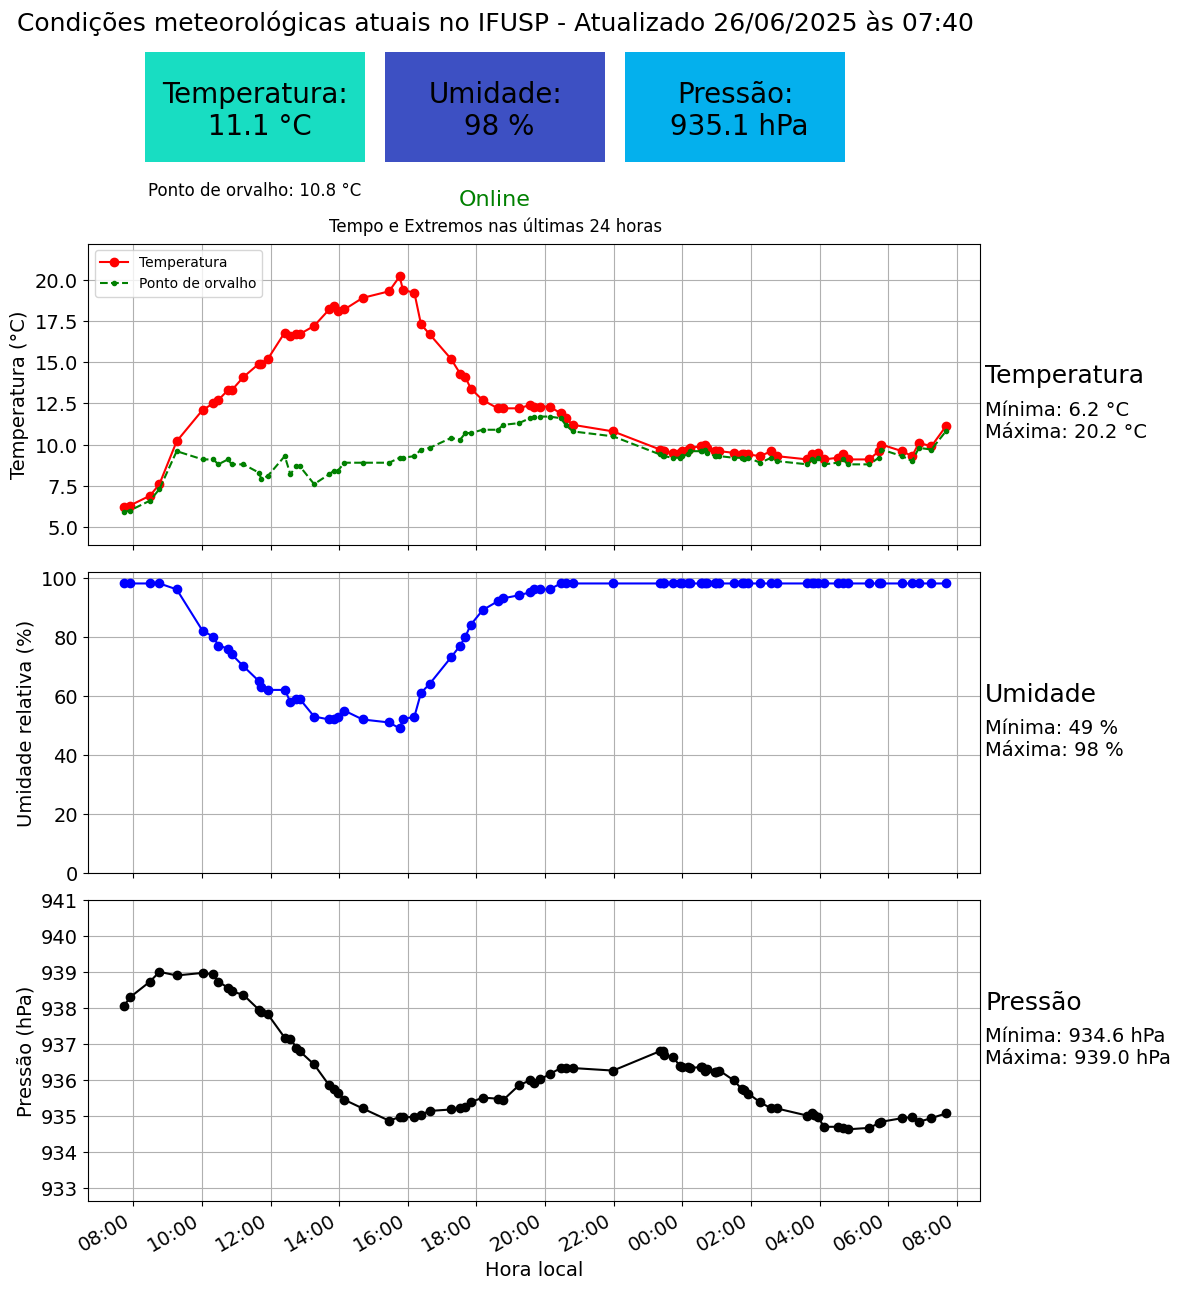 Condições meteorológicas atuais no IFUSP - Atualizado 26/06/2025 às 07:40
Temperatura:
11.1 °C
Umidade:
98 %
Pressão:
935.1 hPa
Ponto de orvalho: 10.8 °C
Online
Tempo e Extremos nas últimas 24 horas
Temperatura
Ponto de orvalho
Temperatura (°C)
20.0
17.5
15.0
12.5
10.0
7.5
5.0
Temperatura
Mínima: 6.2 °C
Máxima: 20.2 °C
Umidade relativa (%)
100
80
60
40
20
0
Umidade
Mínima: 49 %
Máxima: 98 %
Pressão (hPa)
941
940
939
938
937
936
935
934
933
Pressão
Mínima: 934.6 hPa
Máxima: 939.0 hPa
08:00
10:00
12:00
14:00
16:00
18:00
20:00
22:00
00:00
02:00
04:00
06:00
08:00
Hora local